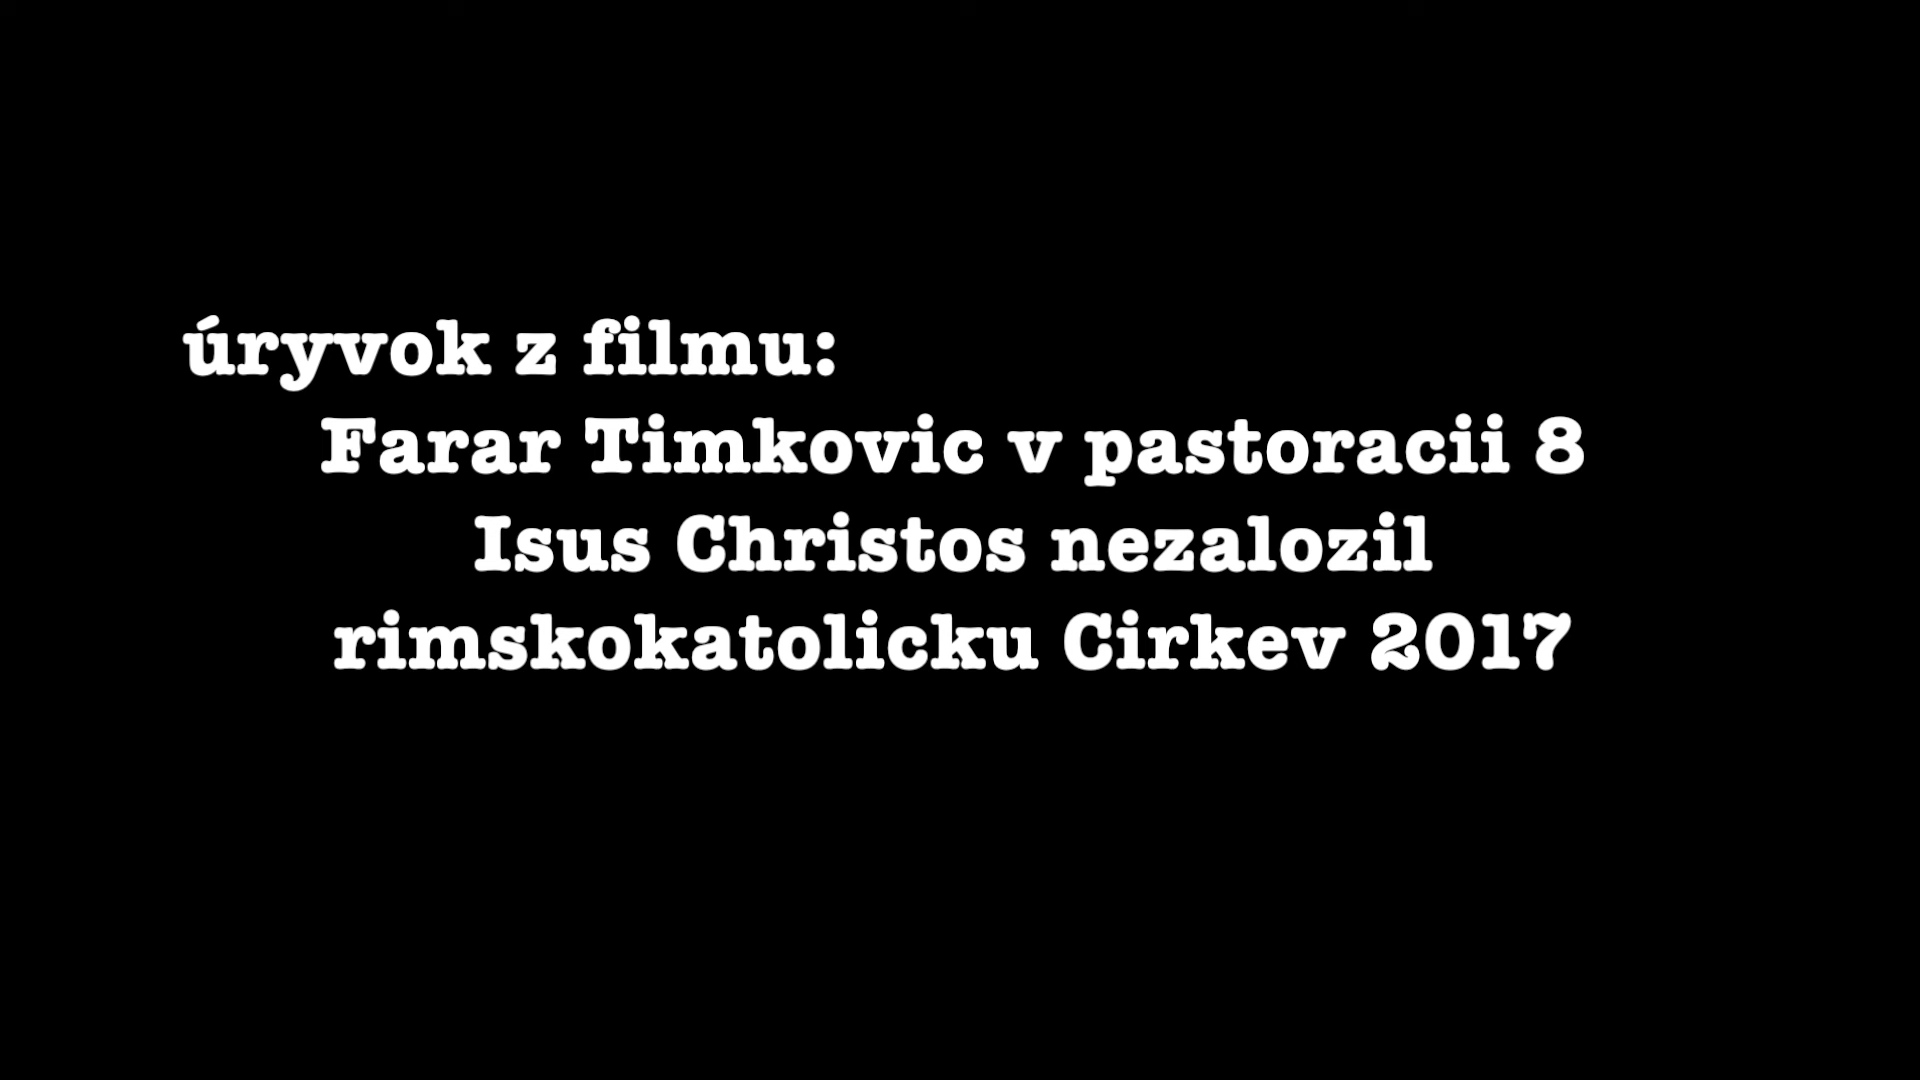 úryvok z filmu:
Farar Timkovic v pastoracii 8
Isus Christos nezalozil
rimskokatolicku Cirkev 2017